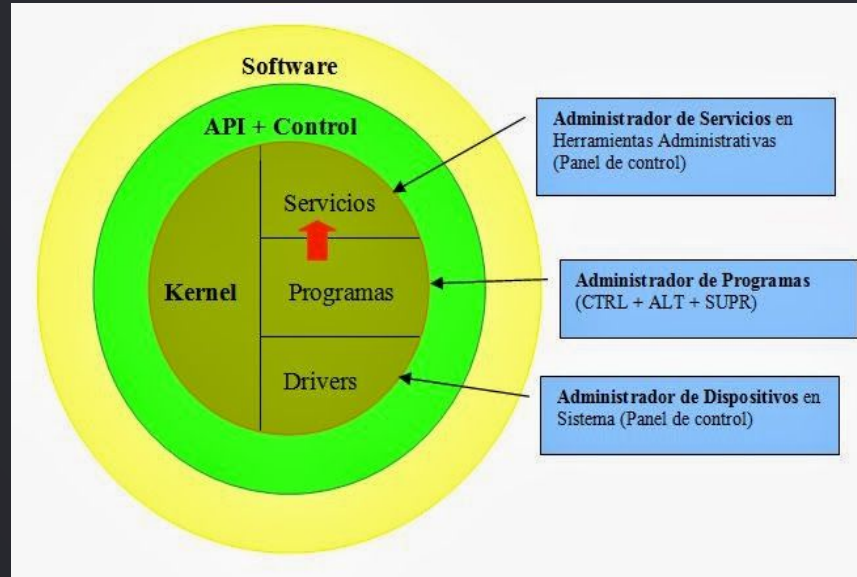 Software
API + Control
Servicios
Kernel
Programas
Drivers
Administrador de Servicios en
Herramientas Administrativas
(Panel de control)
Administrador de Programas
(CTRL + ALT + SUPR)
Administrador de Dispositivos en
Sistema (Panel de control)